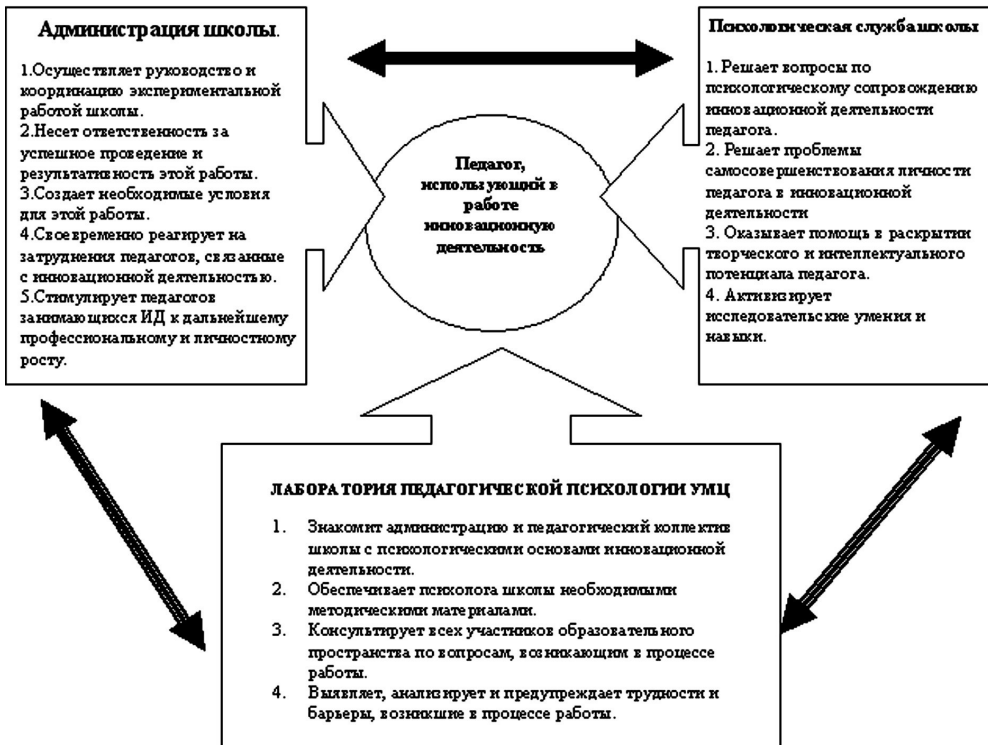 Администрация школы.
1.Осуществляет руководство и
координацию экспериментальной
работой школы.
2.Несет ответственность за
успешное проведение и
результативность этой работы.
3.Создает необходимые условия
для этой работы.
4.Своевременно реагирует на
затруднения педагогов, связанные
с инновационной деятельностью.
5.Стимулирует педагогов
занимающихся ИД к дальнейшему
профессиональному и личностному
росту.
Педагог,
использующий в
работе
инновационную
деятельность
Психологическая служба школы
1. Решает вопросы по
психологическому сопровождению
инновационной деятельности
педагога.
2. Решает проблемы
самосовершенствования личности
педагога в инновационной
деятельности
3. Оказывает помощь в раскрытии
творческого и интеллектуального
потенциала педагога.
4. Активизирует
исследовательские умения и
навыки.
ЛАБОРАТОРИЯ ПЕДАГОГИЧЕСКОЙ ПСИХОЛОГИИ УМЦ
1. Знакомит администрацию и педагогический коллектив
школы с психологическими основами инновационной
деятельности.
2. Обеспечивает психолога школы необходимыми
методическими материалами.
3. Консультирует всех участников образовательного
пространства по вопросам, возникающим в процессе
работы.
4. Выявляет, анализирует и предупреждает трудности и
барьеры, возникшие в процессе работы.